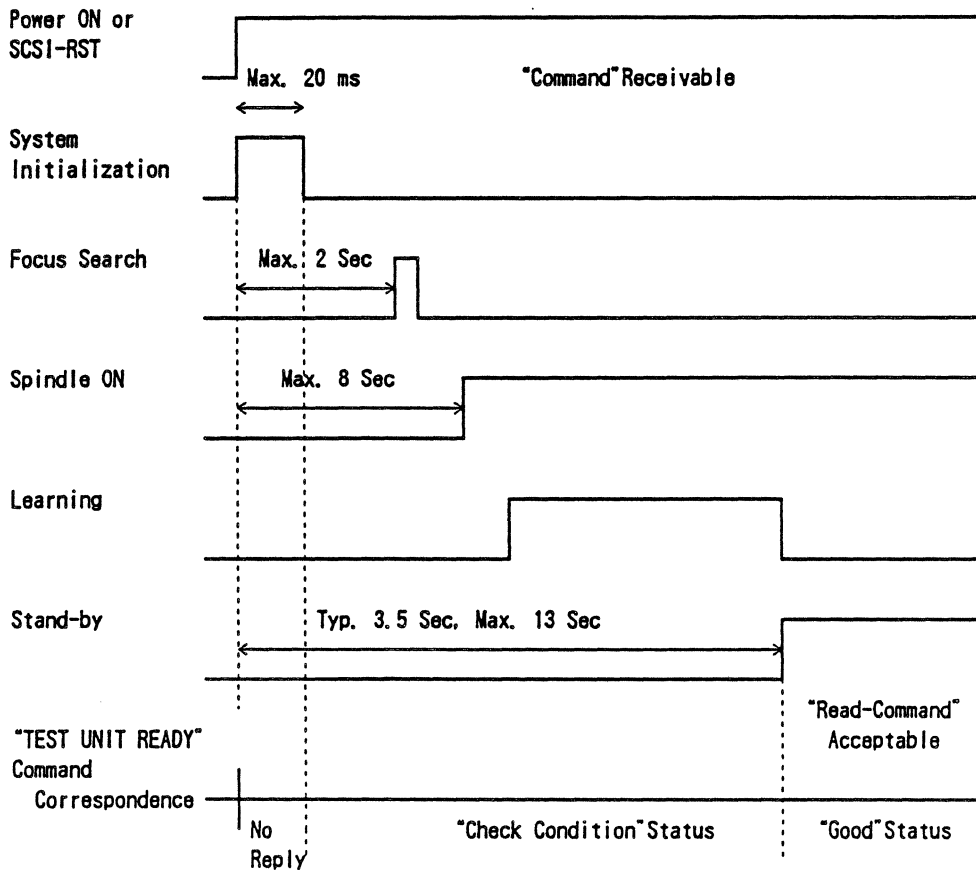 Power ON or
SCSI-RST
Max. 20 ms
"Command"Receivable
System
Initialization
Focus Search
Max. 2 Sec
Spindle ON
Max. 8 Sec
Learning
Stand-by
Typ. 3.5 Sec, Max. 13 Sec
"Read-Command"
Acceptable
"TEST UNIT READY"
Command
Correspondence
No
Reply
"Check Condition"Status
"Good"Status